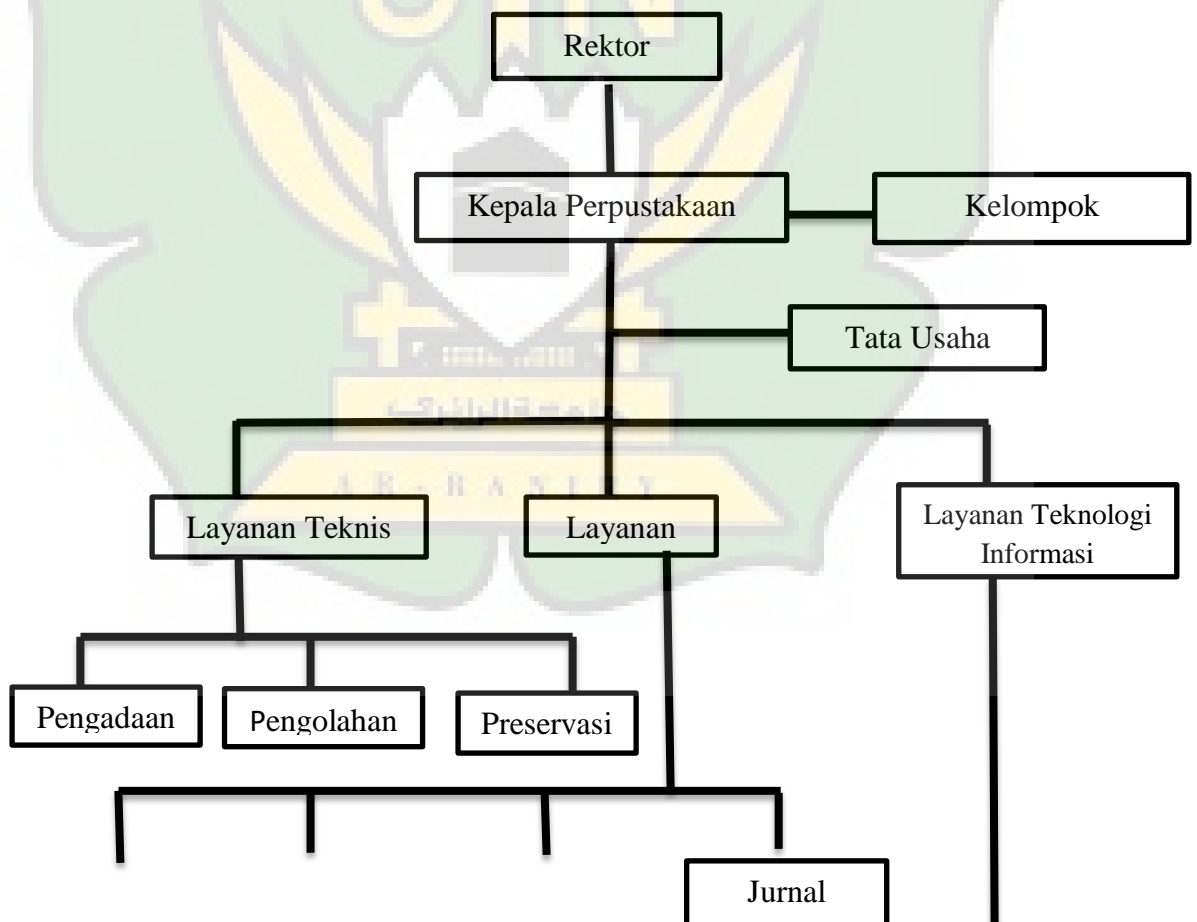 Rektor
Kepala Perpustakaan
Kelompok
Tata Usaha
Layanan Teknis
Layanan
Layanan Teknologi
Informasi
Pengadaan
Pengolahan
Preservasi
Jurnal